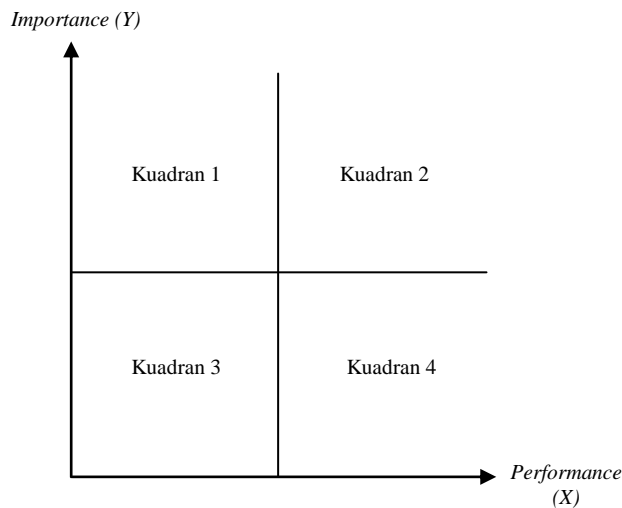 Importance (Y)
Kuadran 1
Kuadran 2
Kuadran 3
Kuadran 4
Performance
(X)